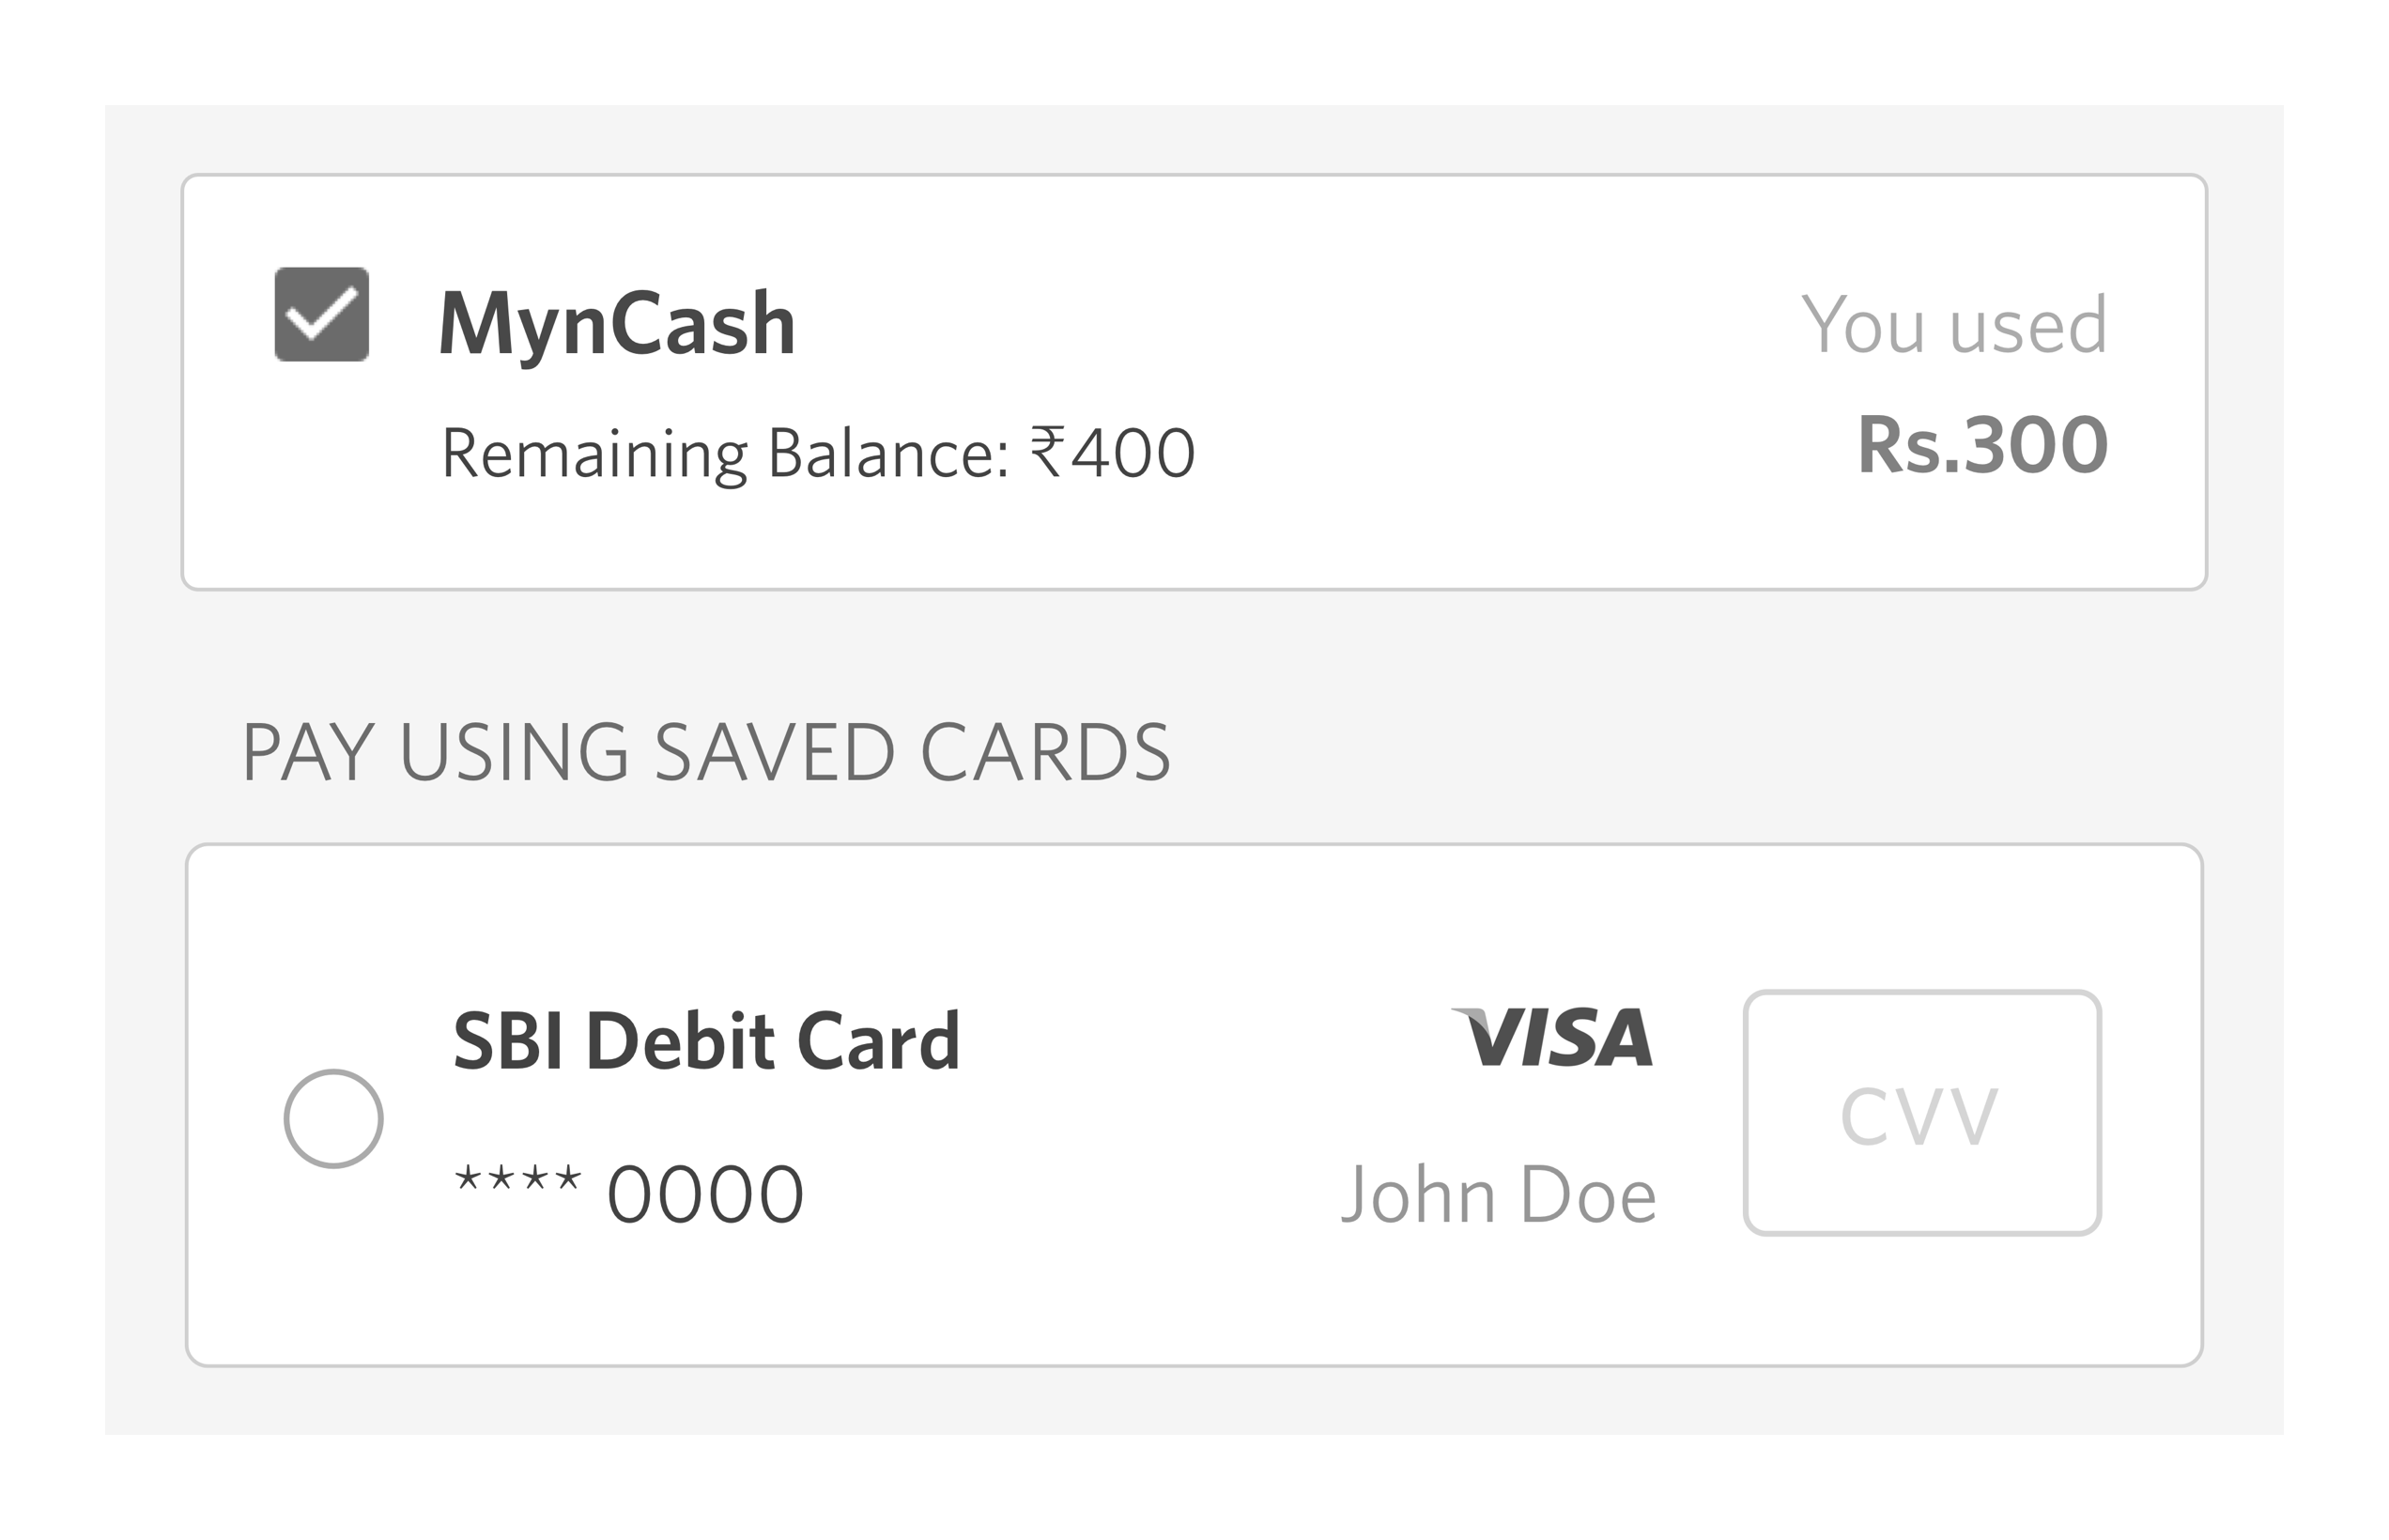 MynCash
You used
Remaining Balance: ₹400
Rs.300
PAY USING SAVED CARDS
SBI Debit Card
VISA
CVV
**** 0000
John Doe